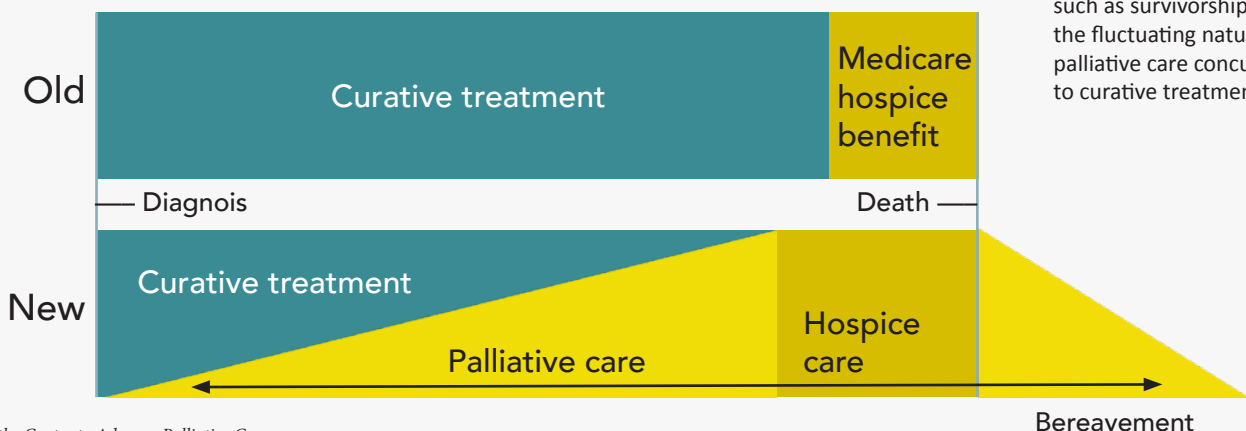 such as survivorship
the fluctuating natu
palliative care concu
to curative treatmen
Old
Curative treatment
Medicare
hospice
benefit
Diagnois
Death
New
Curative treatment
Palliative care
Hospice
care
Bereavement